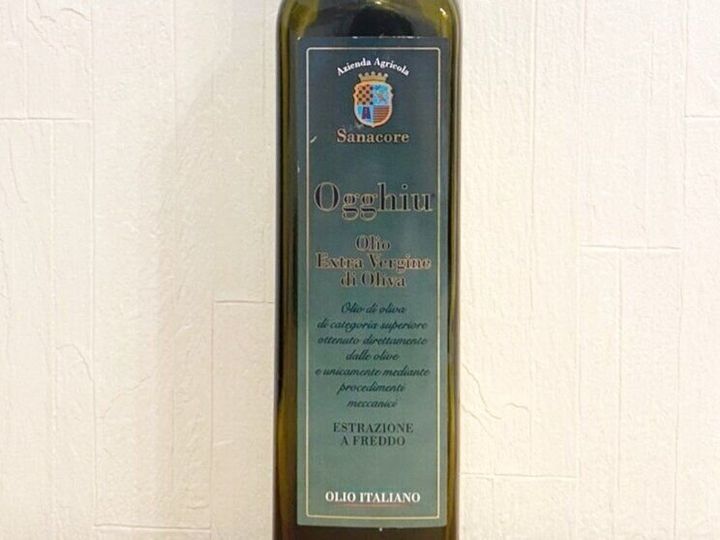 Azienda Agricola
Sanacore
Ogghiu
Olio
Extra Vergine
di Oliva
Olio di oliva
di categoria superiore
ottenuto direttamente
dalle olive
e unicamente mediante
procedimenti
meccanici
ESTRAZIONE
A FREDDO
OLIO ITALIANO